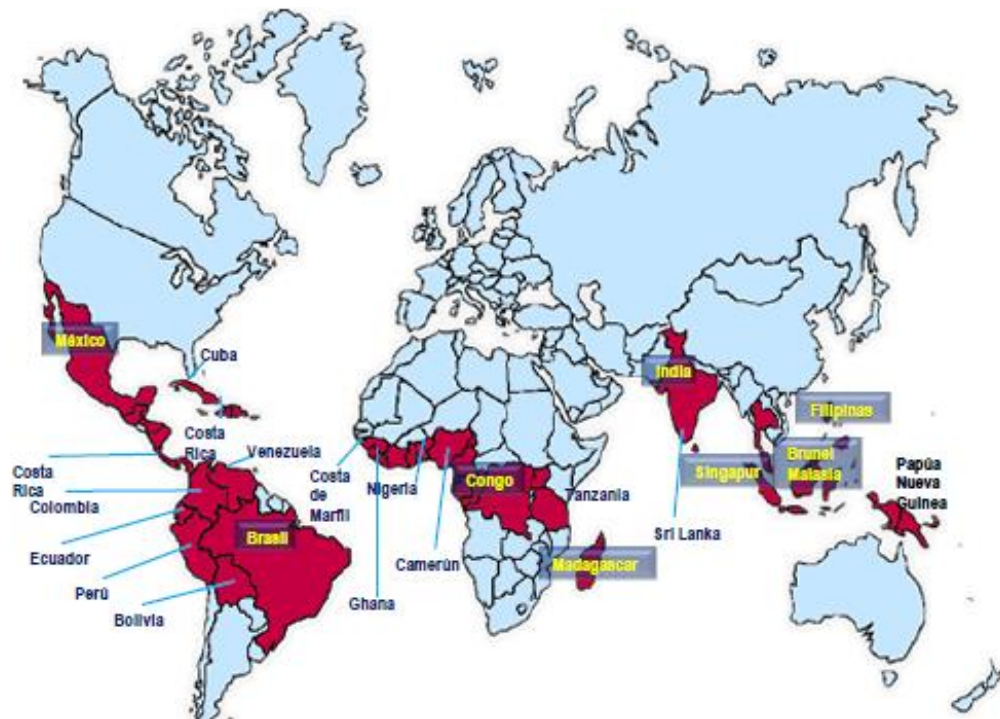 México
Cuba
Costa
Rica
Venezuela
Costa
Rica
Colombia
Ecuador
Perú
Bolivia
Brasil
Costa
de
Marfil
Nigeria
Ghana
Camerún
Congo
Tanzania
Madagascar
India
Sri Lanka
Filipinas
Singapur
Brunei
Malasia
Papúa
Nueva
Guinea